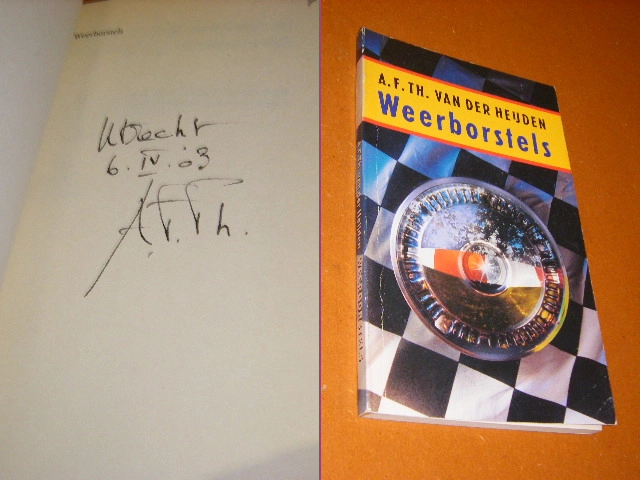 Weerborstels
Utrecht
6. IV. 03
A.F.Th.
A.F.TH. VAN DER HEIJDEN
Weerborstels